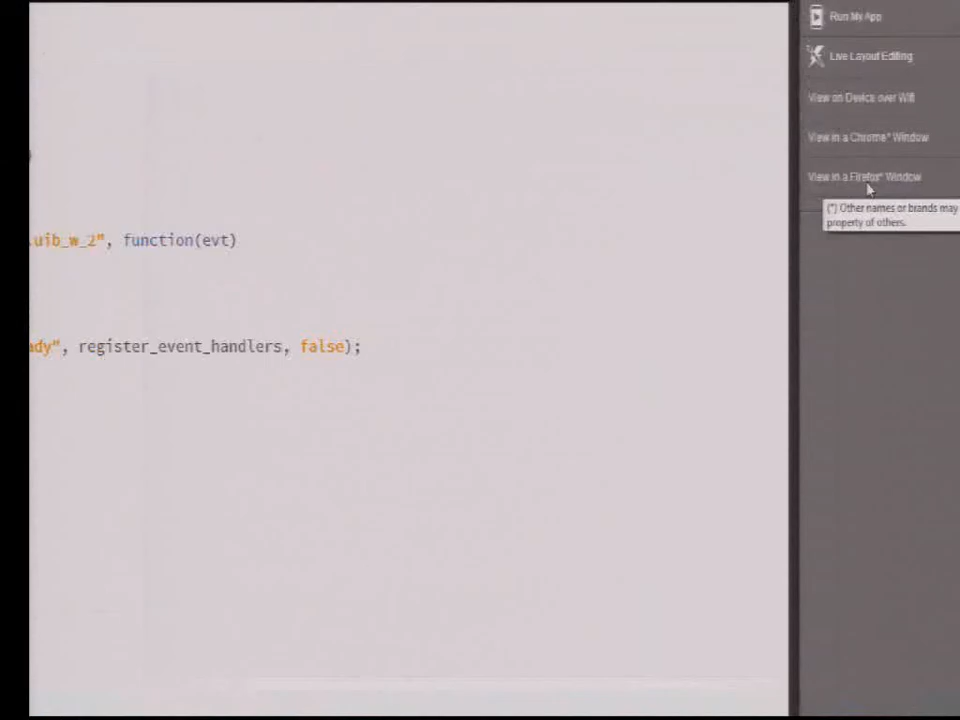 Run My App
Live Layout Editing
View on Device over Wifi
View in a Chrome* Window
View in a Firefox* Window
(*) Other names or brands may
property of others.
.uib_w_2", function(evt)
ady", register_event_handlers, false);